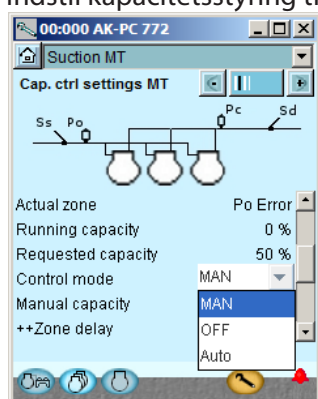 Indstil kapacitetsstyring
00:000 AK-PC 772
Suction MT
Cap. ctrl settings MT
Ss Po Pc Sd
Actual zone Po Error
Running capacity 0 %
Requested capacity 50 %
Control mode MAN
Manual capacity MAN
++Zone delay OFF
Auto